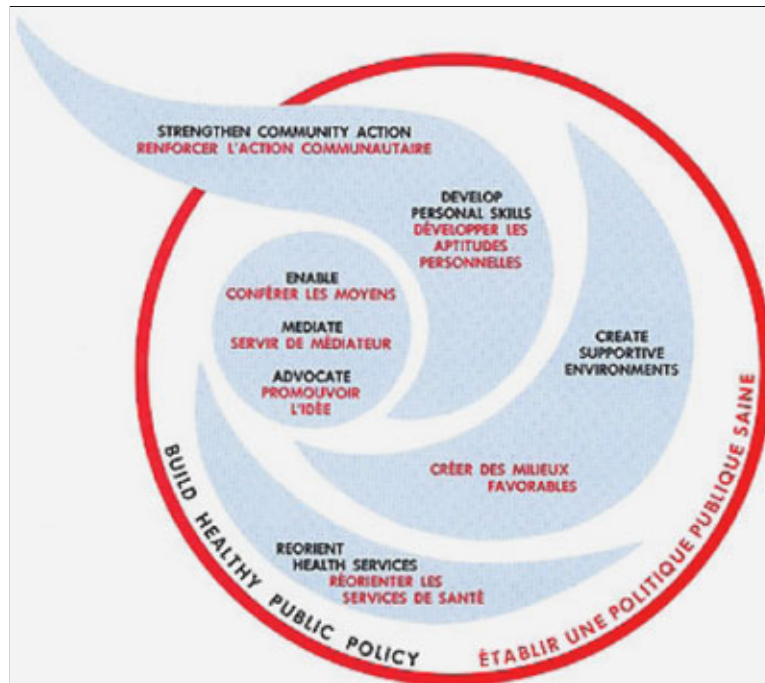 STRENGTHEN COMMUNITY ACTION
RENFORCER L'ACTION COMMUNAUTAIRE
DEVELOP
PERSONAL SKILLS
DÉVELOPPER LES
APTITUDES
PERSONNELLES
ENABLE
CONFÉRER LES MOYENS
MEDIATE
SERVIR DE MÉDIATEUR
ADVOCATE
PROMOUVOIR
L'IDÈE
CREATE
SUPPORTIVE
ENVIRONMENTS
CRÉER DES MILIEUX
FAVORABLES
REORIENT
HEALTH SERVICES
RÉORIENTER LES
SERVICES DE SANTÉ
BUILD HEALTHY PUBLIC POLICY
ÉTABLIR UNE POLITIQUE PUBLIQUE SAINE